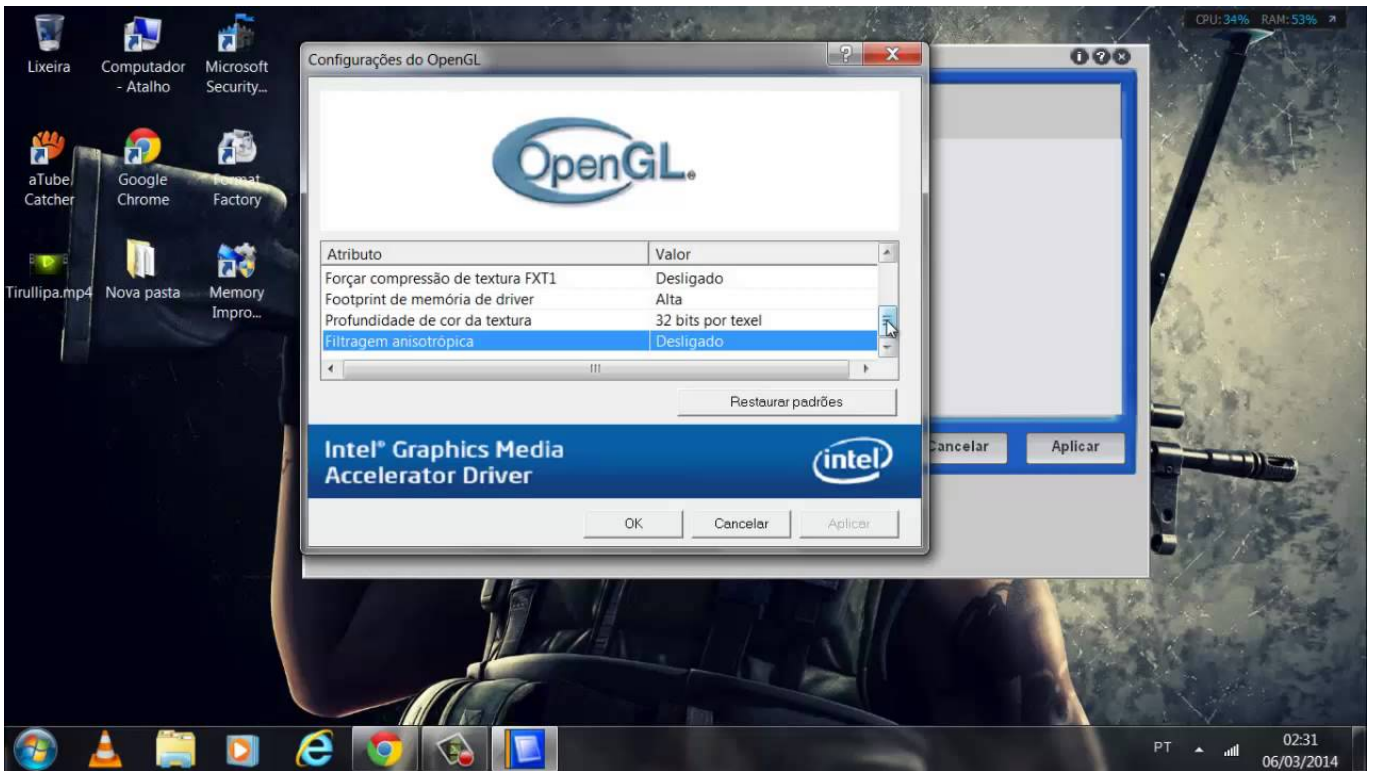 CPU: 34% RAM: 53%
Lixeira
Computador
- Atalho
Microsoft
Security...
aTube
Catcher
Google
Chrome
Format
Factory
Tirullipa.mp4
Nova pasta
Memory
Impro...
Configurações do OpenGL
OpenGL®
Atributo Valor
Forçar compressão de textura FXT1 Desligado
Footprint de memória de driver Alta
Profundidade de cor da textura 32 bits por texel
Filtragem anisotrópica Desligado
Restaurar padrões
Intel® Graphics Media
Accelerator Driver
intel
OK Cancelar Aplicar
Cancelar Aplicar
PT 02:31
06/03/2014